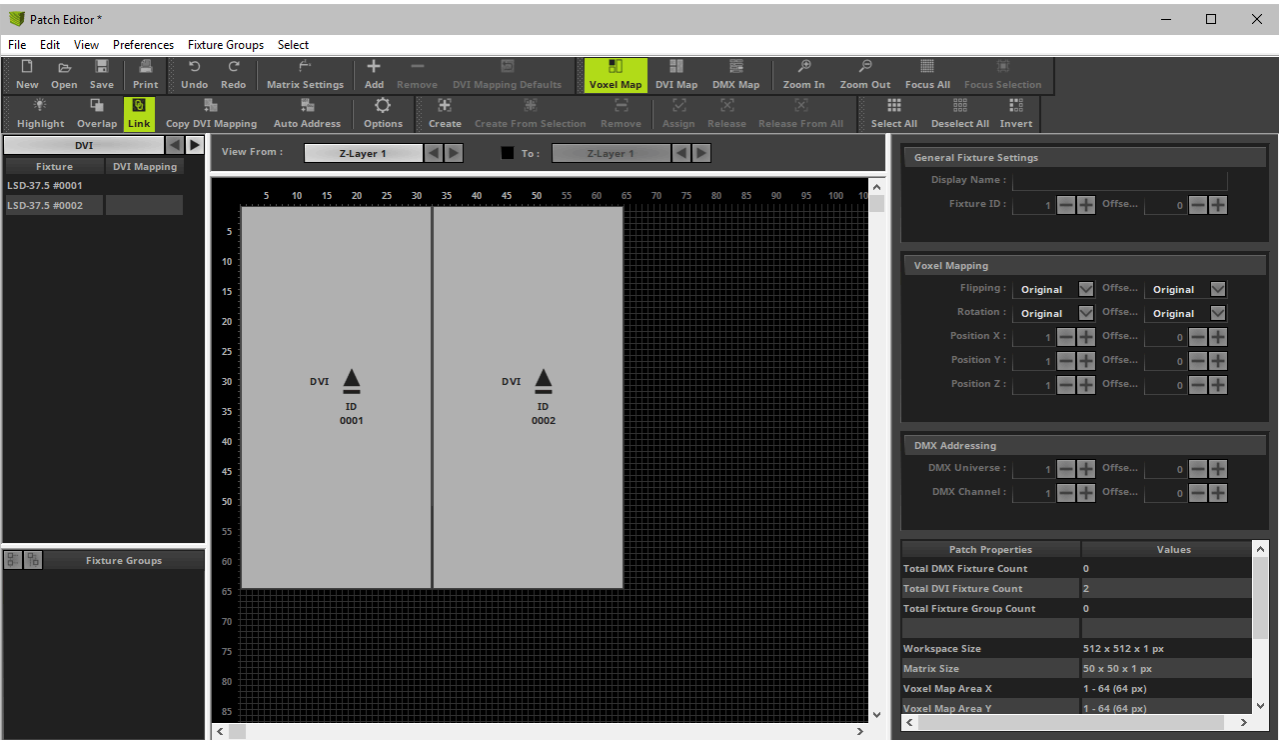 Patch Editor *
File Edit View Preferences Fixture Groups Select
New Open Save Print Undo Redo Matrix Settings Add Remove DVI Mapping Defaults Voxel Map DVI Map DMX Map Zoom In Zoom Out Focus All Focus Selection
Highlight Overlap Link Copy DVI Mapping Auto Address Options Create Create From Selection Remove Assign Release Release From All Select All Deselect All Invert
DVI
Fixture DVI Mapping
LSD-37.5 #0001
LSD-37.5 #0002
Fixture Groups
View From : Z-Layer 1 To : Z-Layer 1
5 10 15 20 25 30 35 40 45 50 55 60 65 70 75 80 85 90 95 100 10
5
10
15
20
25
30
35
40
45
50
55
60
65
70
75
80
85
DVI
ID
0001
DVI
ID
0002
General Fixture Settings
Display Name :
Fixture ID : 1 Offse... 0
Voxel Mapping
Flipping : Original Offse... Original
Rotation : Original Offse... Original
Position X : 1 Offse... 0
Position Y : 1 Offse... 0
Position Z : 1 Offse... 0
DMX Addressing
DMX Universe : 1 Offse... 0
DMX Channel : 1 Offse... 0
Patch Properties Values
Total DMX Fixture Count 0
Total DVI Fixture Count 2
Total Fixture Group Count 0
Workspace Size 512 x 512 x 1 px
Matrix Size 50 x 50 x 1 px
Voxel Map Area X 1 - 64 (64 px)
Voxel Map Area Y 1 - 64 (64 px)